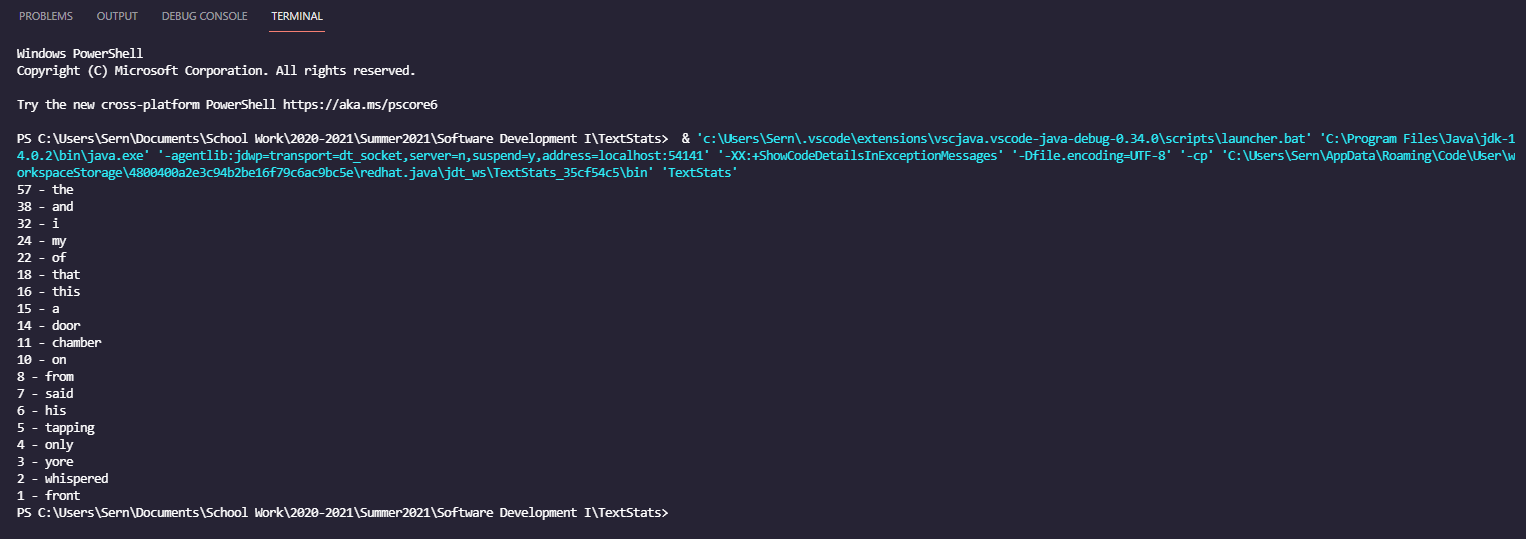 PROBLEMS OUTPUT DEBUG CONSOLE TERMINAL
Windows PowerShell
Copyright (C) Microsoft Corporation. All rights reserved.
Try the new cross-platform PowerShell https://aka.ms/pscore6
PS C:\Users\Sern\Documents\School Work\2020-2021\Summer2021\Software Development I\TextStats>  & 'c:\Users\Sern\.vscode\extensions\vscjava.vscode-java-debug-0.34.0\scripts\launcher.bat' 'C:\Program Files\Java\jdk-1
4.0.2\bin\java.exe' '-agentlib:jdwp=transport=dt_socket,server=n,suspend=y,address=localhost:54141' '-XX:+ShowCodeDetailsInExceptionMessages' '-Dfile.encoding=UTF-8' '-cp' 'C:\Users\Sern\AppData\Roaming\Code\User\w
orkspaceStorage\4800400a2e3c94b2be16f79c6ac9bc5e\redhat.java\jdt_ws\TextStats_35cf54c5\bin' 'TextStats'
57 - the
38 - and
32 - i
24 - my
22 - of
18 - that
16 - this
15 - a
14 - door
11 - chamber
10 - on
8 - from
7 - said
6 - his
5 - tapping
4 - only
3 - yore
2 - whispered
1 - front
PS C:\Users\Sern\Documents\School Work\2020-2021\Summer2021\Software Development I\TextStats>